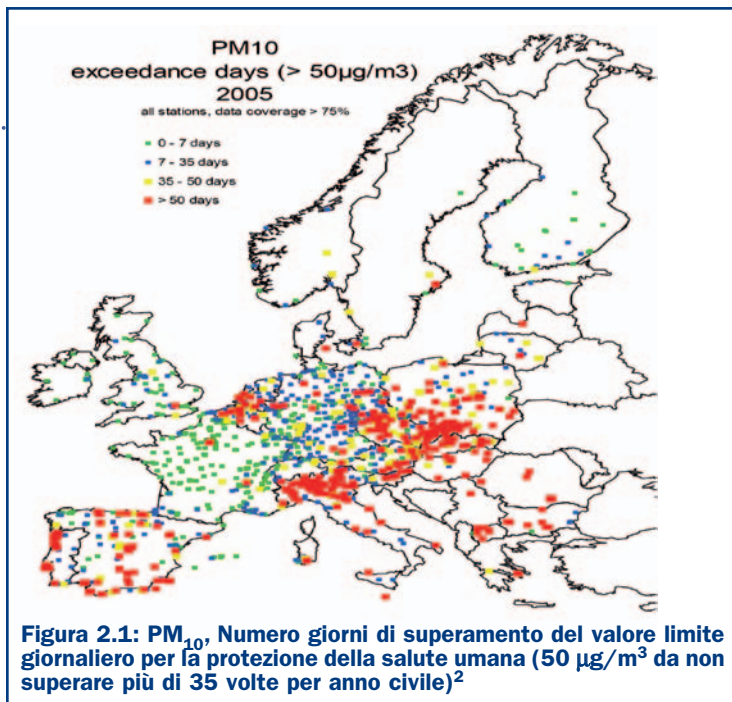 PM10
exceedance days (> 50µg/m3)
2005
all stations, data coverage > 75%
0 - 7 days
7 - 35 days
35 - 50 days
> 50 days
Figura 2.1: PM₁₀, Numero giorni di superamento del valore limite
giornaliero per la protezione della salute umana (50 µg/m³ da non
superare più di 35 volte per anno civile)²